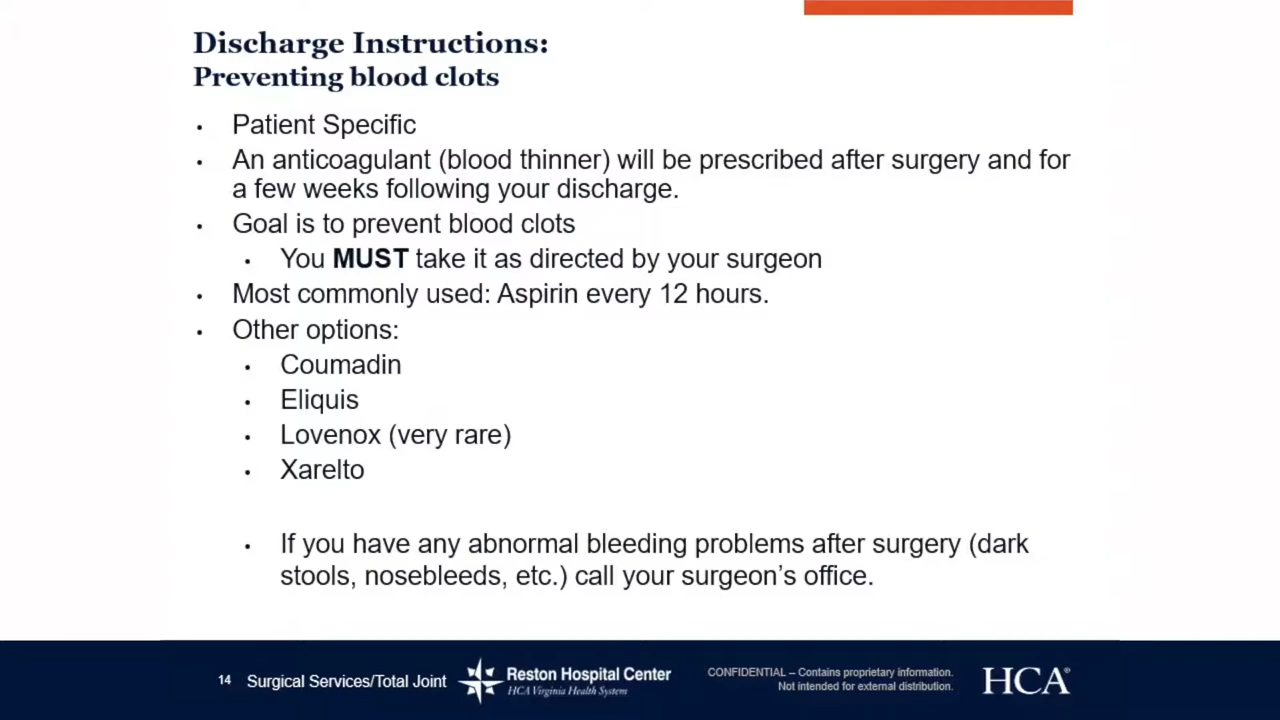 Discharge Instructions:
Preventing blood clots
• Patient Specific
• An anticoagulant (blood thinner) will be prescribed after surgery and for
a few weeks following your discharge.
• Goal is to prevent blood clots
• You MUST take it as directed by your surgeon
• Most commonly used: Aspirin every 12 hours.
• Other options:
• Coumadin
• Eliquis
• Lovenox (very rare)
• Xarelto
• If you have any abnormal bleeding problems after surgery (dark
stools, nosebleeds, etc.) call your surgeon’s office.
14 Surgical Services/Total Joint
Reston Hospital Center
HCA Virginia Health System
CONFIDENTIAL – Contains proprietary information.
Not intended for external distribution.
HCA®